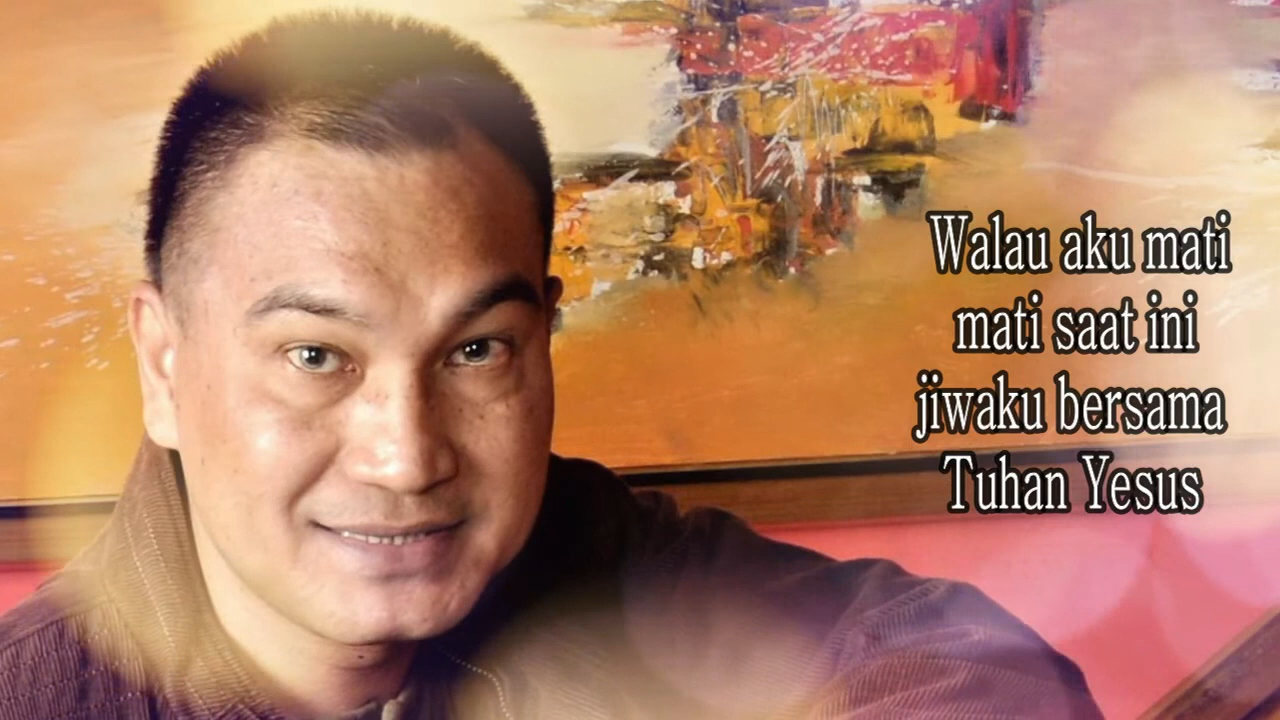 Walau aku mati
mati saat ini
jiwaku bersama
Tuhan Yesus